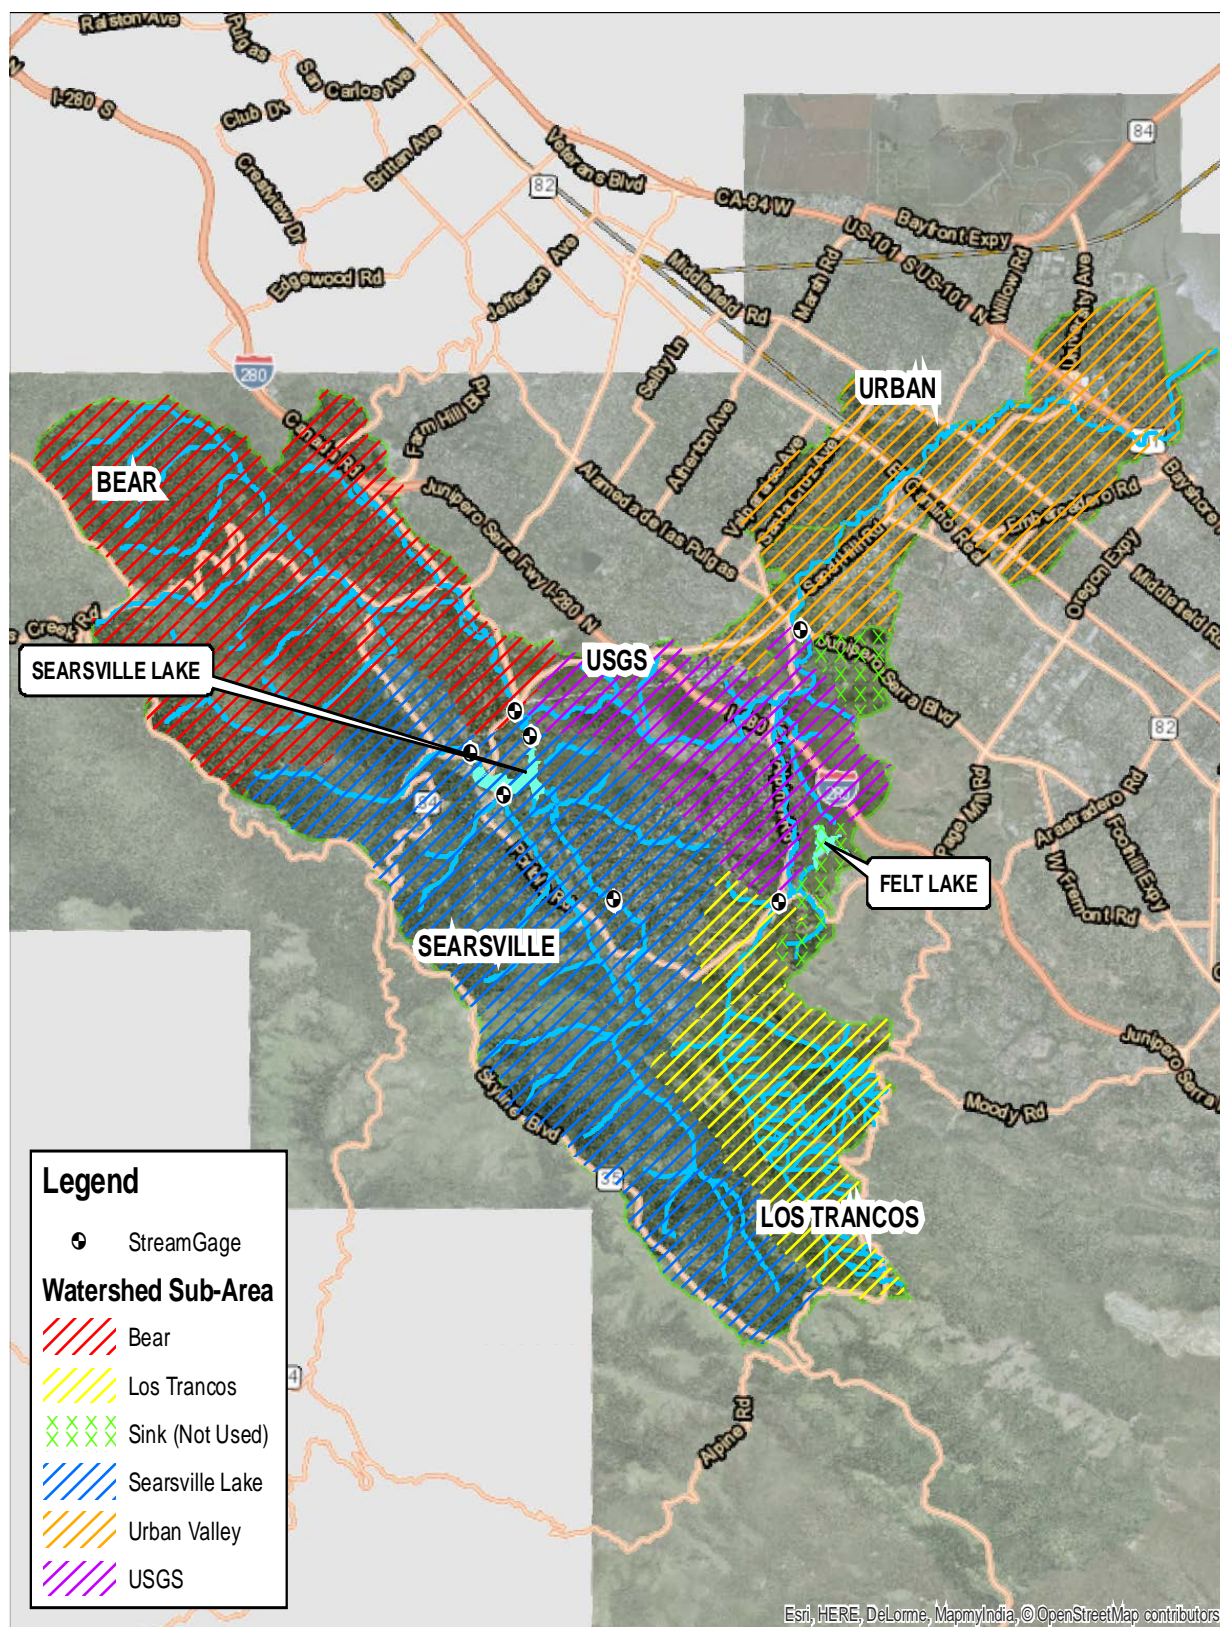 Ralston Ave
Pulgas
San Carlos Ave
I-280 S
Club Dr
Crestview Dr
Brittan Ave
Veterans Blvd
82
84
CA-84 W
Bayfront Expy
US-101 S
US-101 N
Willow Rd
University Ave
Marsh Rd
Middlefield Rd
Jefferson Ave
Edgewood Rd
Selby Ln
280
Farm Hill Blvd
Canada Rd
Atherton Ave
Valparaiso Ave
Santa Cruz Ave
URBAN
El Camino Real
Embarcadero Rd
Bayshore
Oregon Expy
Middlefield Rd
BEAR
Junipero Serra Fwy
I-280 N
Alameda de las Pulgas
Sand Hill Rd
Creek Rd
SEARSVILLE LAKE
USGS
Junipero Serra Blvd
I-280
82
280
84
Page Mill Rd
Arastradero Rd
Foothill Expy
W Fremont Rd
FELT LAKE
SEARSVILLE
Skyline Blvd
35
Moody Rd
Junipero Serra
LOS TRANCOS
Alpine Rd
4
Legend
StreamGage
Watershed Sub-Area
Bear
Los Trancos
Sink (Not Used)
Searsville Lake
Urban Valley
USGS
Esri, HERE, DeLorme, MapmyIndia, © OpenStreetMap contributors